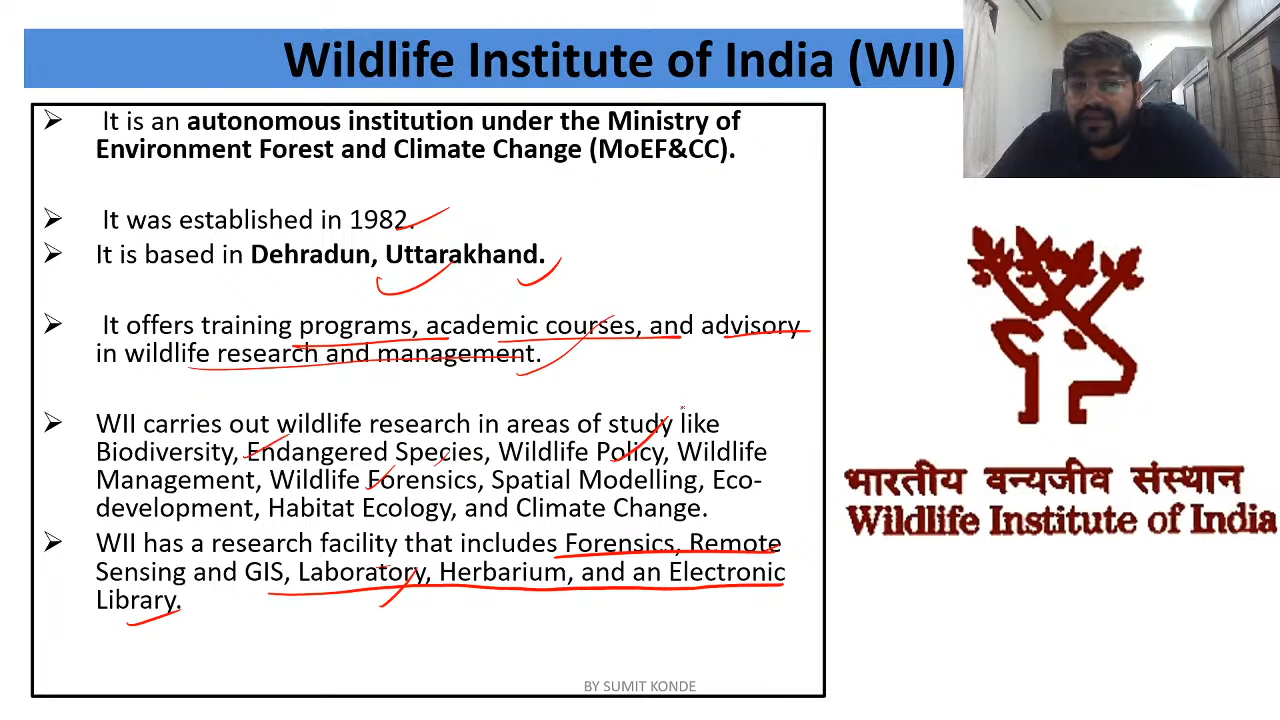 Wildlife Institute of India (WII)
➢ It is an autonomous institution under the Ministry of
Environment Forest and Climate Change (MoEF&CC).
➢ It was established in 1982.
➢ It is based in Dehradun, Uttarakhand.
➢ It offers training programs, academic courses, and advisory
in wildlife research and management.
➢ WII carries out wildlife research in areas of study like
Biodiversity, Endangered Species, Wildlife Policy, Wildlife
Management, Wildlife Forensics, Spatial Modelling, Eco-
development, Habitat Ecology, and Climate Change.
➢ WII has a research facility that includes Forensics, Remote
Sensing and GIS, Laboratory, Herbarium, and an Electronic
Library.
भारतीय वन्यजीव संस्थान
Wildlife Institute of India
BY SUMIT KONDE